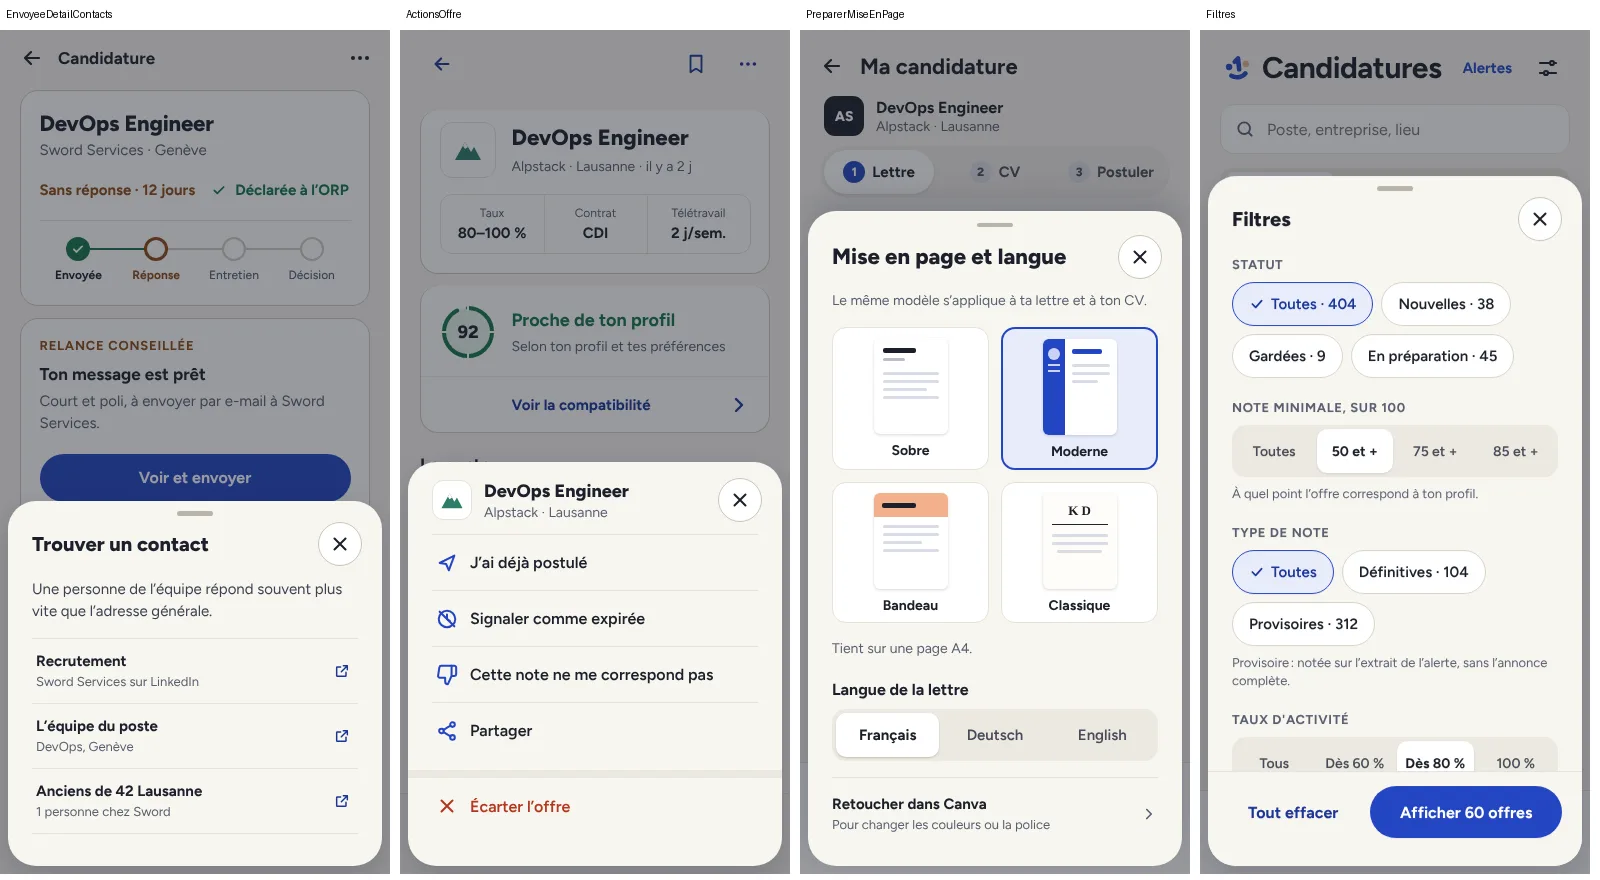 EnvoyeeDetailContacts
Candidature
DevOps Engineer
Sword Services · Genève
Sans réponse · 12 jours
Déclarée à l’ORP
Envoyée
Réponse
Entretien
Décision
RELANCE CONSEILLÉE
Ton message est prêt
Court et poli, à envoyer par e-mail à Sword
Services.
Voir et envoyer
Trouver un contact
Une personne de l’équipe répond souvent plus
vite que l’adresse générale.
Recrutement
Sword Services sur LinkedIn
L’équipe du poste
DevOps, Genève
Anciens de 42 Lausanne
1 personne chez Sword
ActionsOffre
DevOps Engineer
Alpstack · Lausanne · il y a 2 j
Taux
80–100 %
Contrat
CDI
Télétravail
2 j/sem.
92
Proche de ton profil
Selon ton profil et tes préférences
Voir la compatibilité
DevOps Engineer
Alpstack · Lausanne
J’ai déjà postulé
Signaler comme expirée
Cette note ne me correspond pas
Partager
Écarter l’offre
PreparerMiseEnPage
Ma candidature
AS
DevOps Engineer
Alpstack · Lausanne
1 Lettre
2 CV
3 Postuler
Mise en page et langue
Le même modèle s’applique à ta lettre et à ton CV.
Sobre
Moderne
Bandeau
K D
Classique
Tient sur une page A4.
Langue de la lettre
Français
Deutsch
English
Retoucher dans Canva
Pour changer les couleurs ou la police
Filtres
Candidatures
Alertes
Poste, entreprise, lieu
Filtres
STATUT
Toutes · 404
Nouvelles · 38
Gardées · 9
En préparation · 45
NOTE MINIMALE, SUR 100
Toutes
50 et +
75 et +
85 et +
À quel point l’offre correspond à ton profil.
TYPE DE NOTE
Toutes
Définitives · 104
Provisoires · 312
Provisoire : notée sur l’extrait de l’alerte, sans l’annonce
complète.
TAUX D'ACTIVITÉ
Tous
Dès 60 %
Dès 80 %
100 %
Tout effacer
Afficher 60 offres